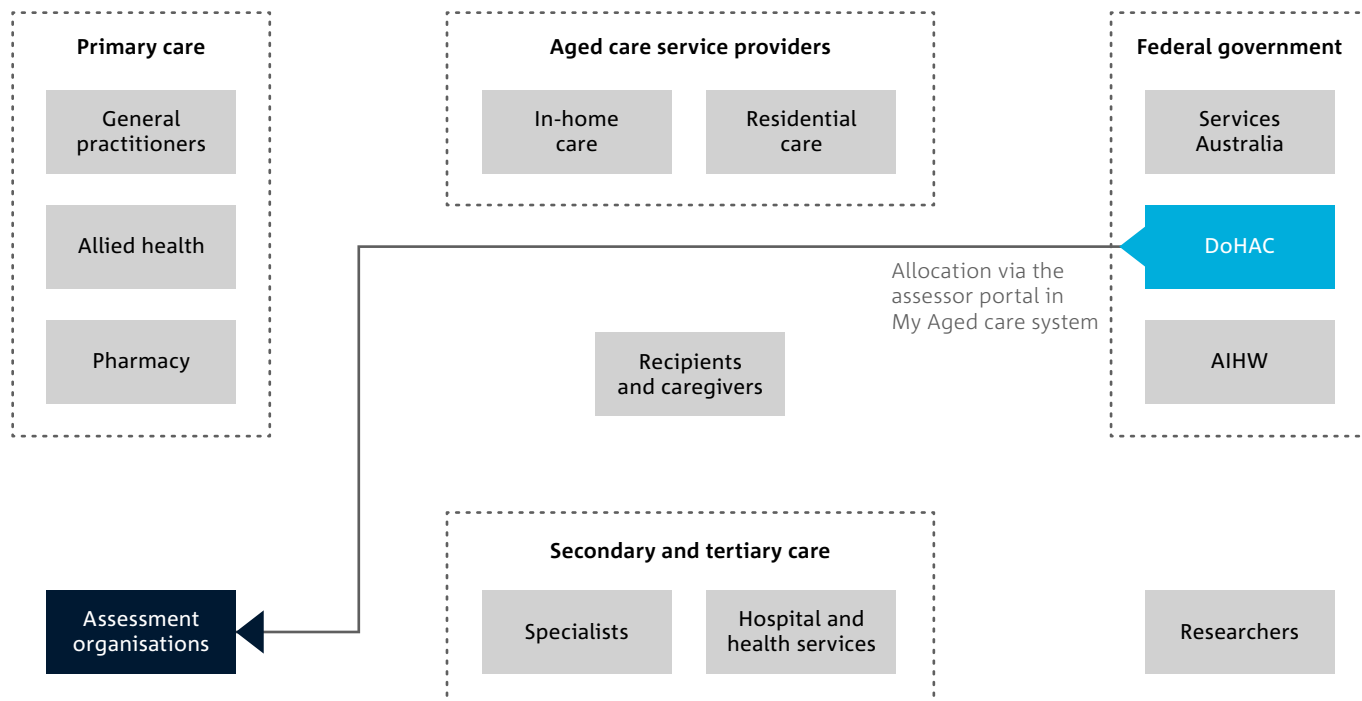 Primary care
General
practitioners
Allied health
Pharmacy
Aged care service providers
In-home
care
Residential
care
Federal government
Services
Australia
DoHAC
AIHW
Allocation via the
assessor portal in
My Aged care system
Recipients
and caregivers
Secondary and tertiary care
Specialists
Hospital and
health services
Assessment
organisations
Researchers